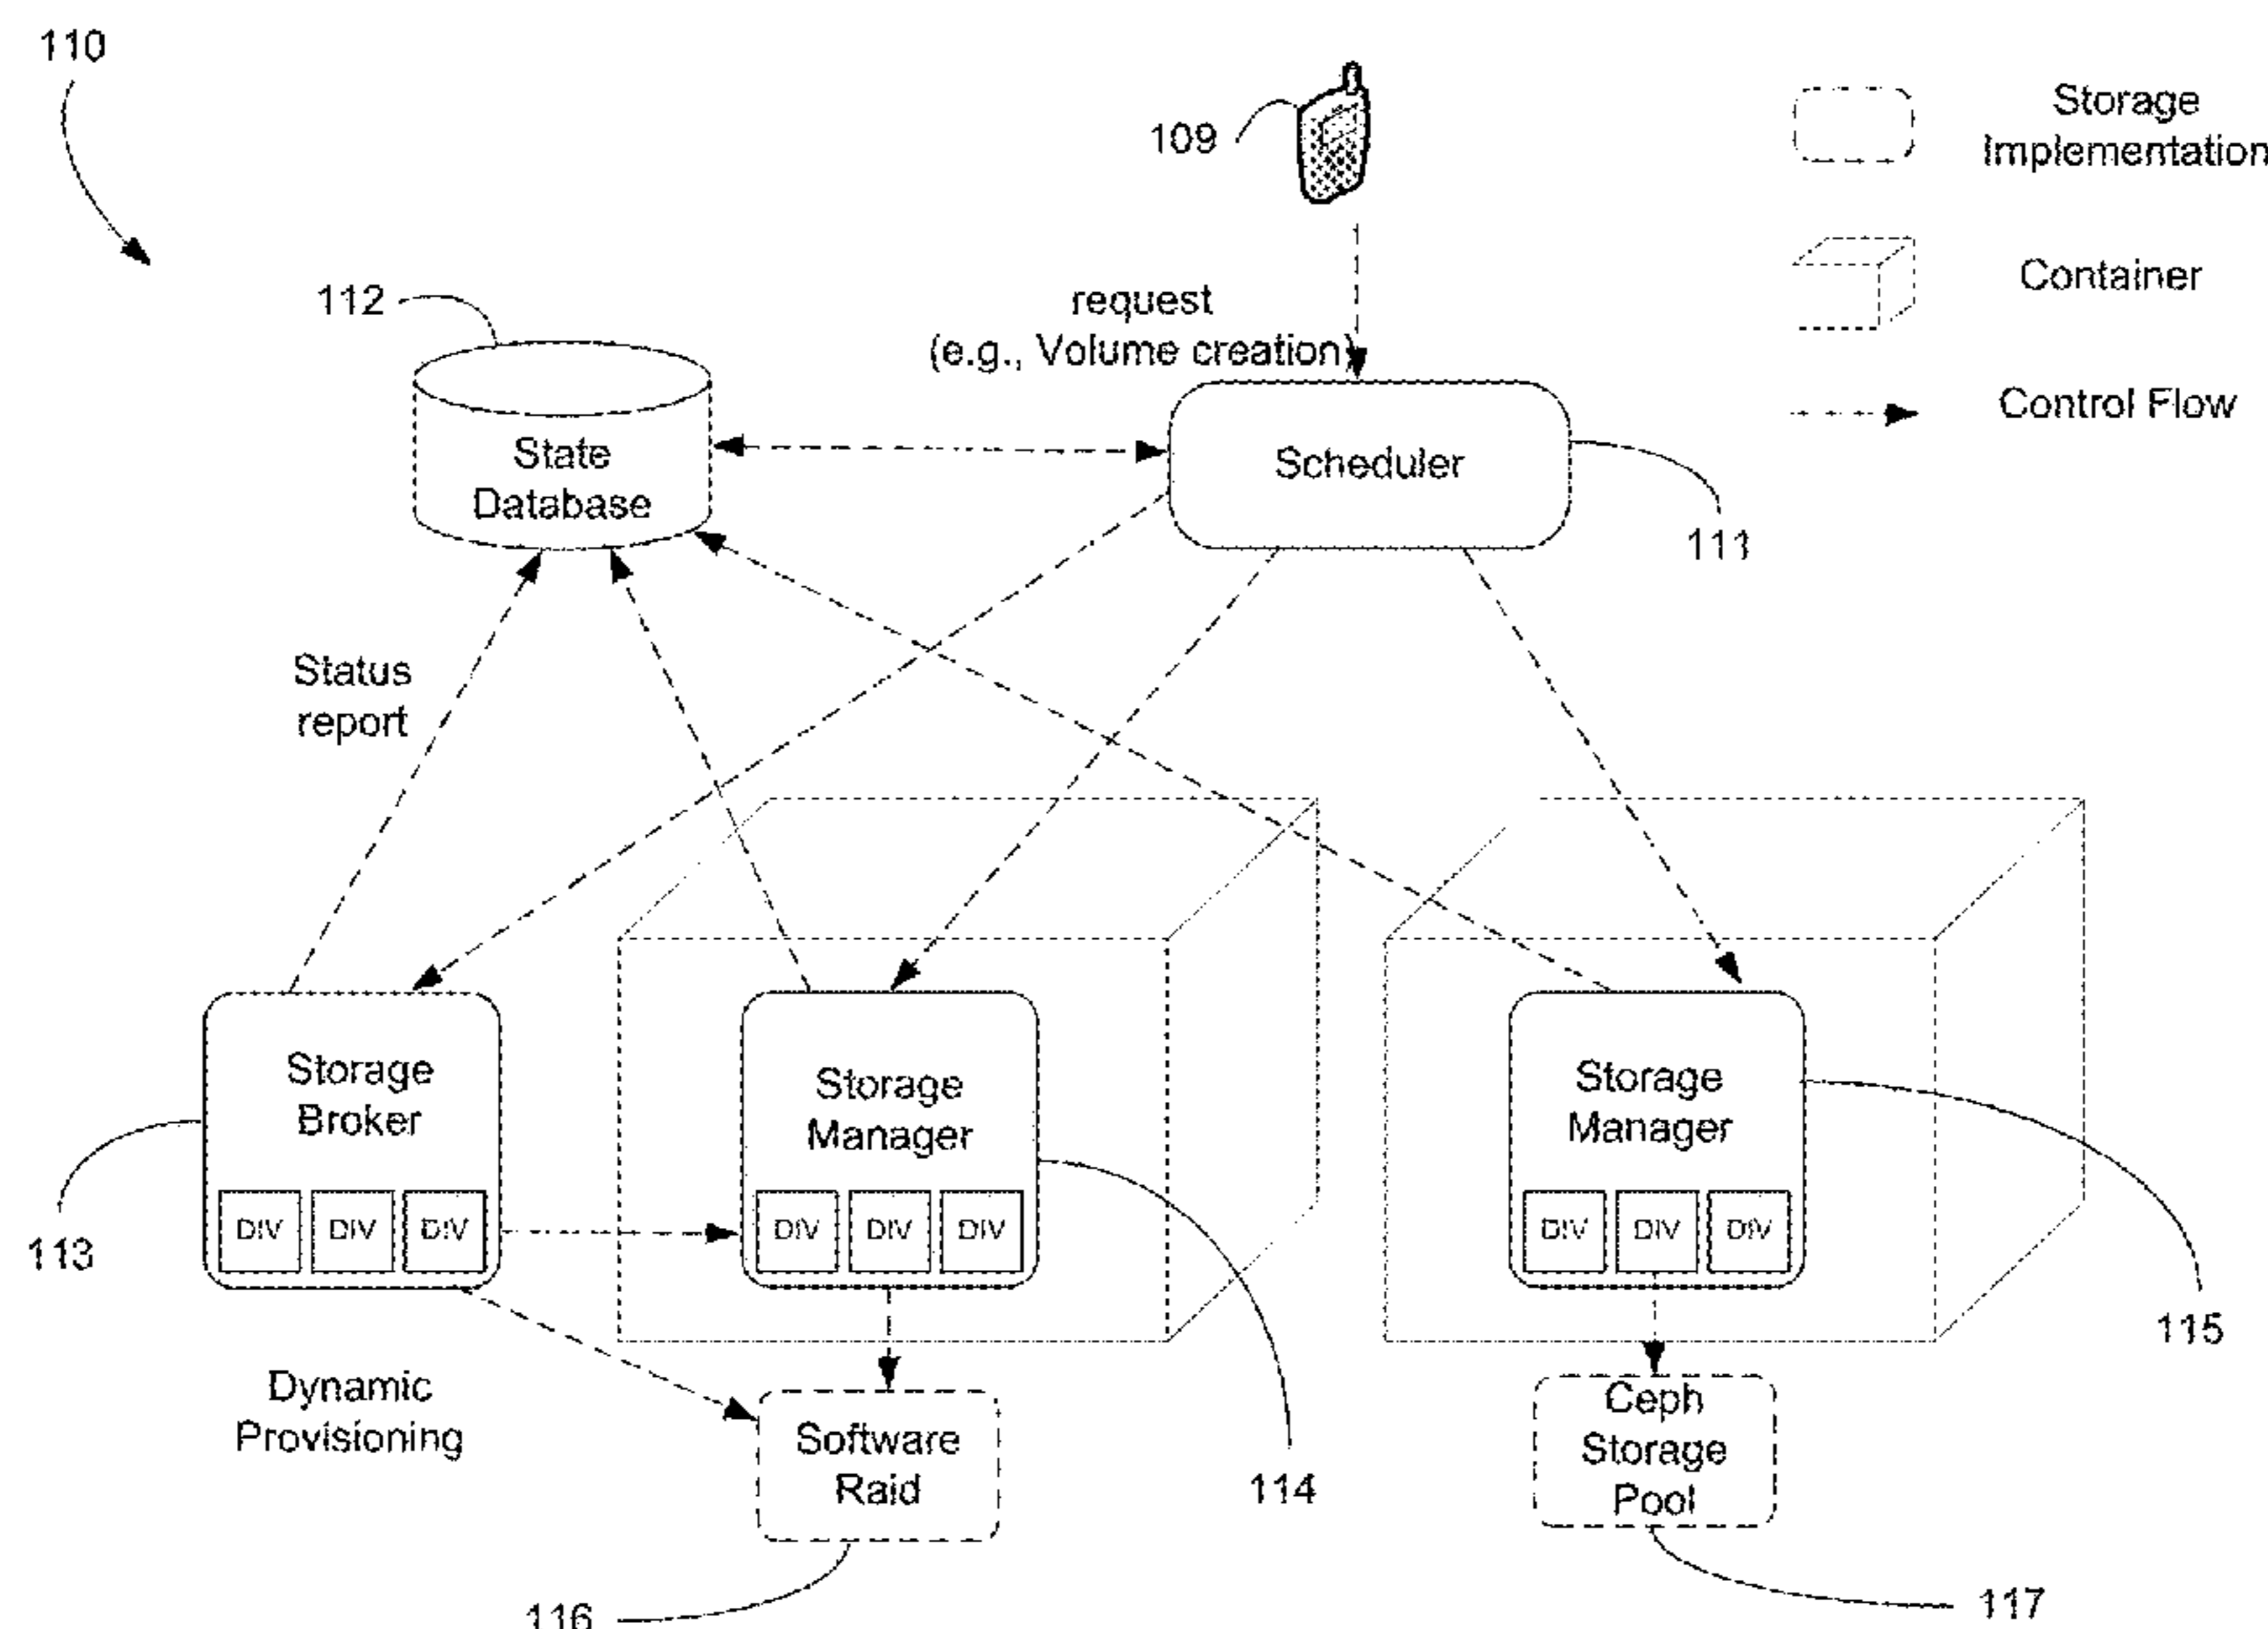 110
109
Storage
Implementation
Container
112
request
(e.g., Volume creation)
Control Flow
State
Database
Scheduler
111
Status
report
Storage
Broker
Storage
Manager
Storage
Manager
DIV DIV DIV
DIV DIV DIV
DIV DIV DIV
113
115
Dynamic
Provisioning
Software
Raid
Ceph
Storage
Pool
114
116
117